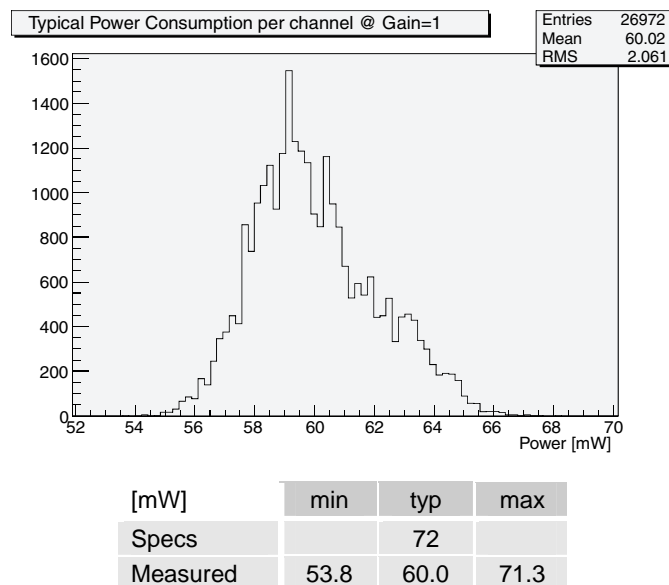 Typical Power Consumption per channel @ Gain=1
Entries 26972
Mean 60.02
RMS 2.061
1600
1400
1200
1000
800
600
400
200
0
52 54 56 58 60 62 64 66 68 70
Power [mW]
[mW] min typ max
Specs 72
Measured 53.8 60.0 71.3